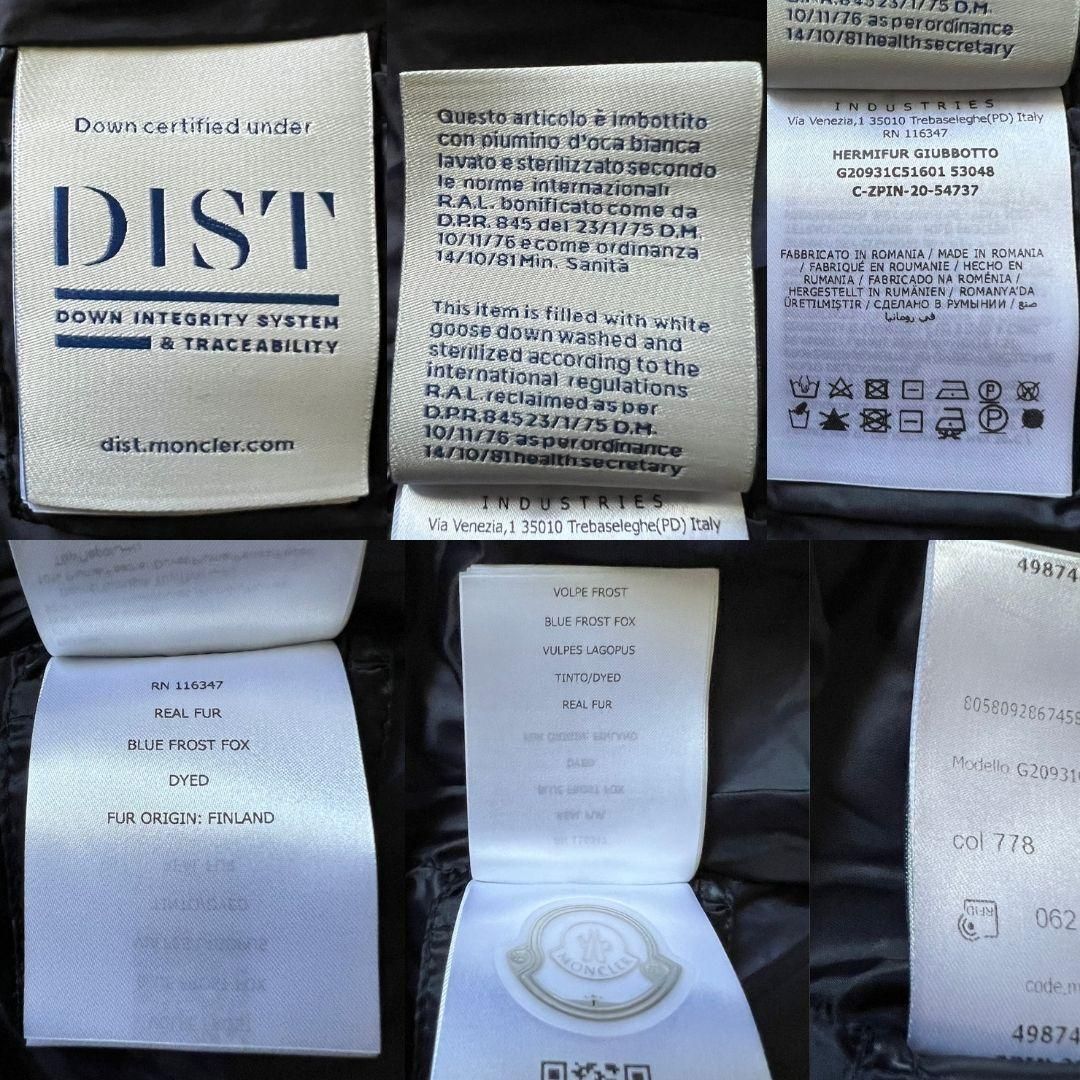 Down certified under
DIST
DOWN INTEGRITY SYSTEM
& TRACEABILITY
dist.moncler.com
Questo articolo è imbottito
con piumino d'oca bianca
lavato e sterilizzato secondo
le norme internazionali
R.A.L. bonificato come da
D.P.R. 845 del 23/1/75 D.M.
10/11/76 e come ordinanza
14/10/81 Min. Sanità
This item is filled with white
goose down washed and
sterilized according to the
international regulations
R.A.L. reclaimed as per
D.P.R. 845 23/1/75 D.M.
10/11/76 as per ordinance
14/10/81 health secretary
INDUSTRIES
Via Venezia,1 35010 Trebaseleghe(PD) Italy
23/1/75 D.M.
10/11/76 as per ordinance
14/10/81 health secretary
INDUSTRIES
Via Venezia,1 35010 Trebaseleghe(PD) Italy
RN 116347
HERMIFUR GIUBBOTTO
G20931C51601 53048
C-ZPIN-20-54737
FABBRICATO IN ROMANIA / MADE IN ROMANIA
/ FABRIQUÉ EN ROUMANIE / HECHO EN
RUMANIA / FABRICADO NA ROMÉNIA /
HERGESTELLT IN RUMÄNIEN / ROMANYA'DA
ÜRETILMIŞTIR / СДЕЛАНО В РУМЫНИИ / صنع
في رومانيا
RN 116347
REAL FUR
BLUE FROST FOX
DYED
FUR ORIGIN: FINLAND
VOLPE FROST
BLUE FROST FOX
VULPES LAGOPUS
TINTO/DYED
REAL FUR
MONCLER
49874
805809286745
Modello G20931
col 778
RFID
062
code.m
49874